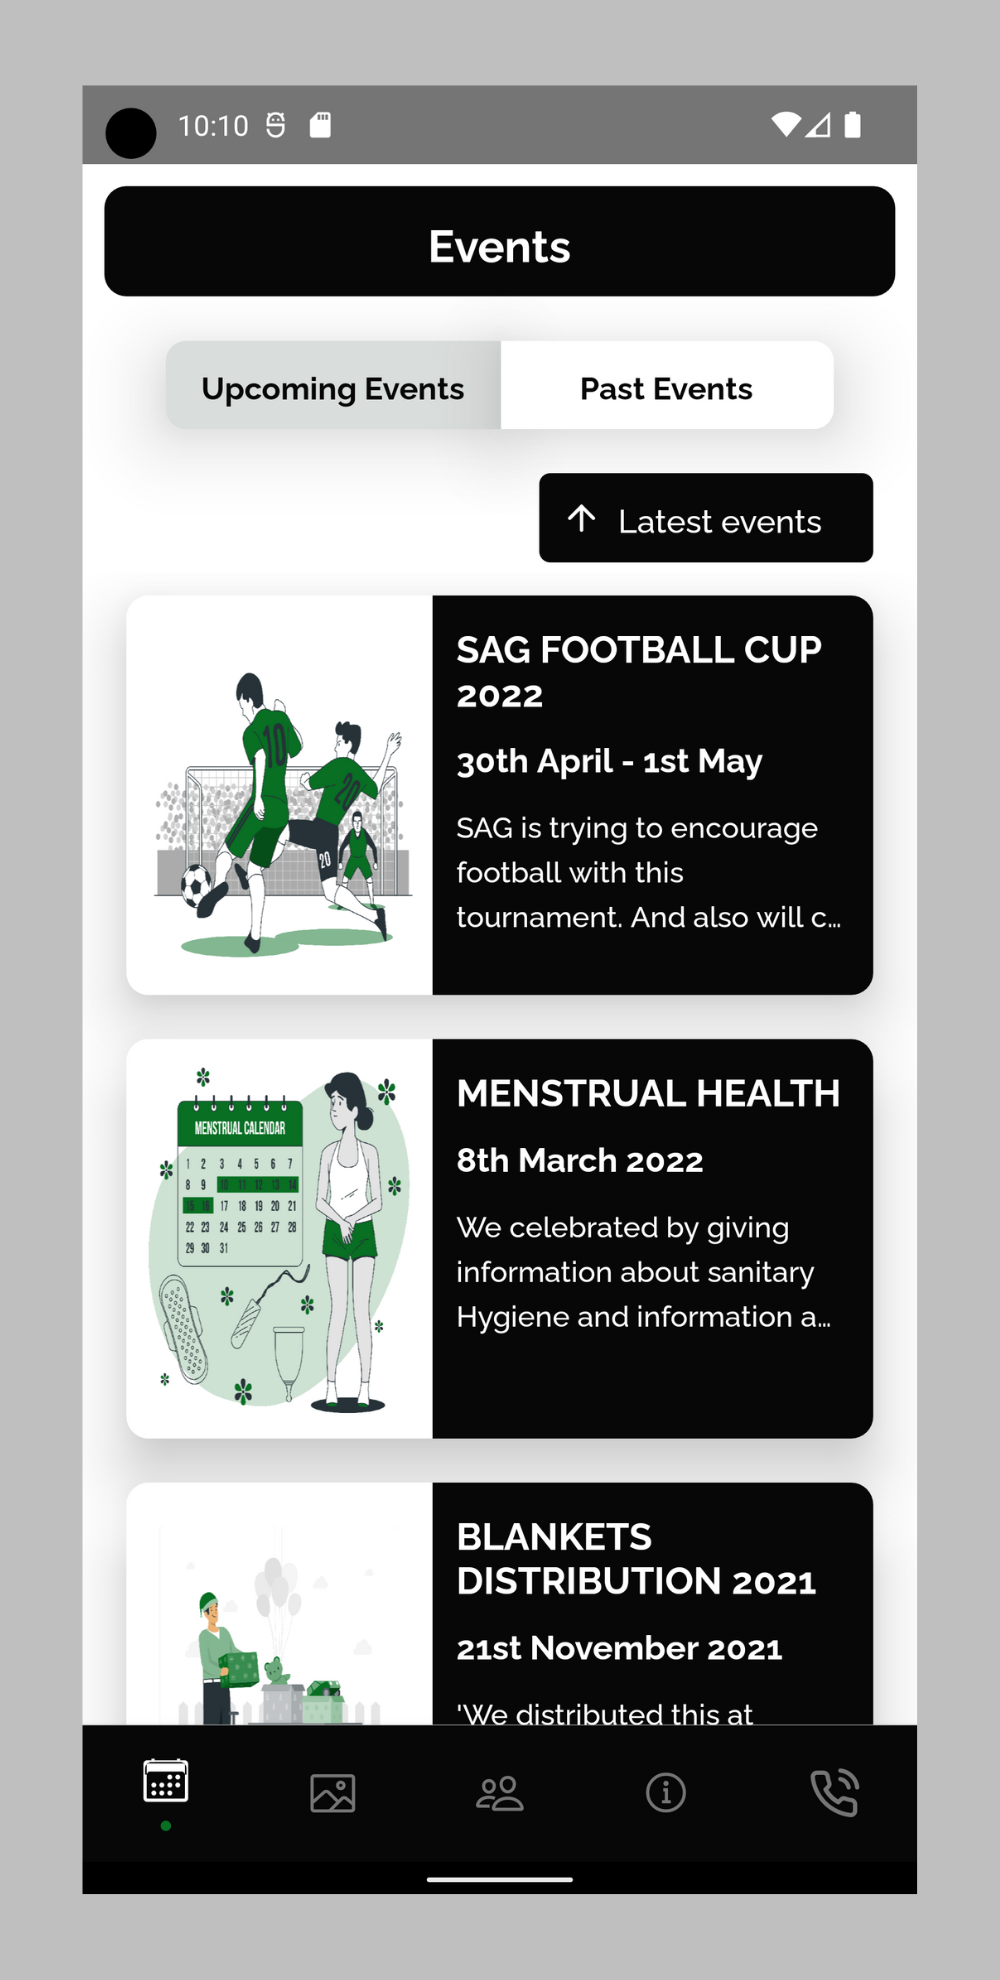 10:10
Events
Upcoming Events
Past Events
Latest events
SAG FOOTBALL CUP
2022
30th April - 1st May
SAG is trying to encourage
football with this
tournament. And also will c...
10
20
20
MENSTRUAL HEALTH
8th March 2022
We celebrated by giving
information about sanitary
Hygiene and information a...
MENSTRUAL CALENDAR
1 2 3 4 5 6 7
8 9 10 11 12 13 14
15 16 17 18 19 20 21
22 23 24 25 26 27 28
29 30 31
BLANKETS
DISTRIBUTION 2021
21st November 2021
'We distributed this at